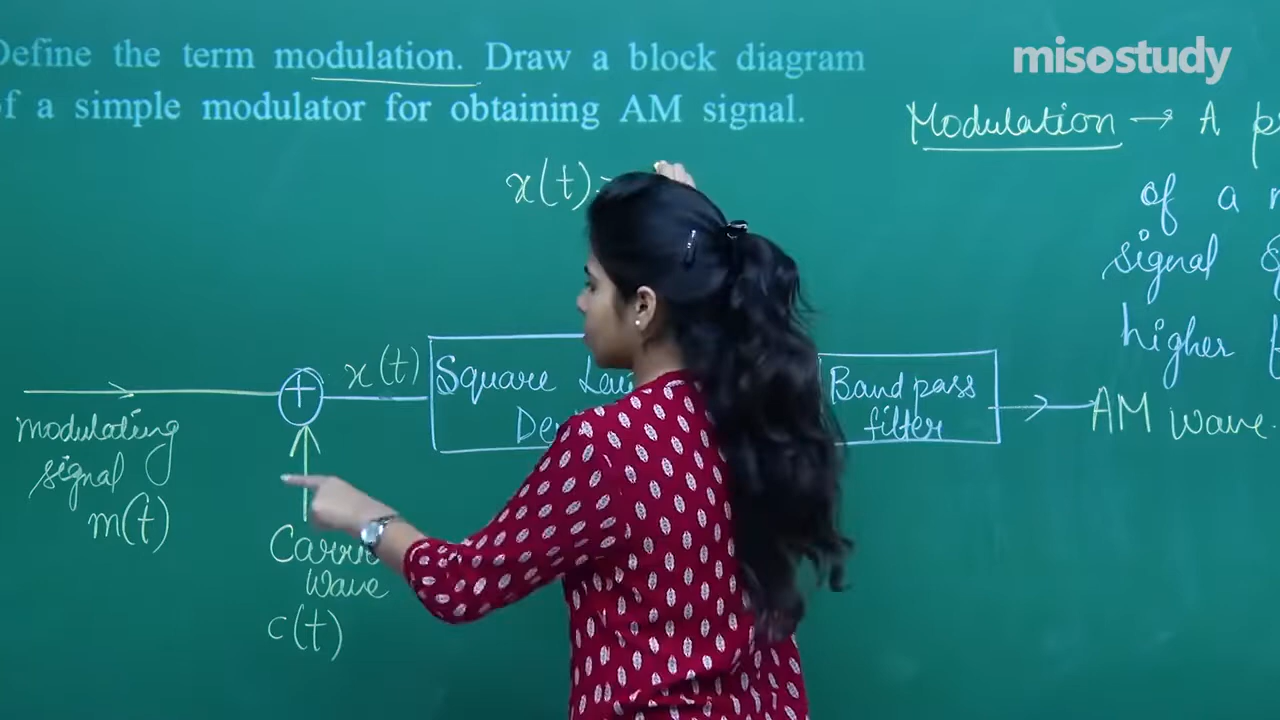 misostudy
Define the term modulation. Draw a block diagram
of a simple modulator for obtaining AM signal.
Modulation → A
x(t) =
of a
signal
higher
x(t)
Square
Band pass
filter
AM wave.
modulating
signal
m(t)
+
Wave
c(t)